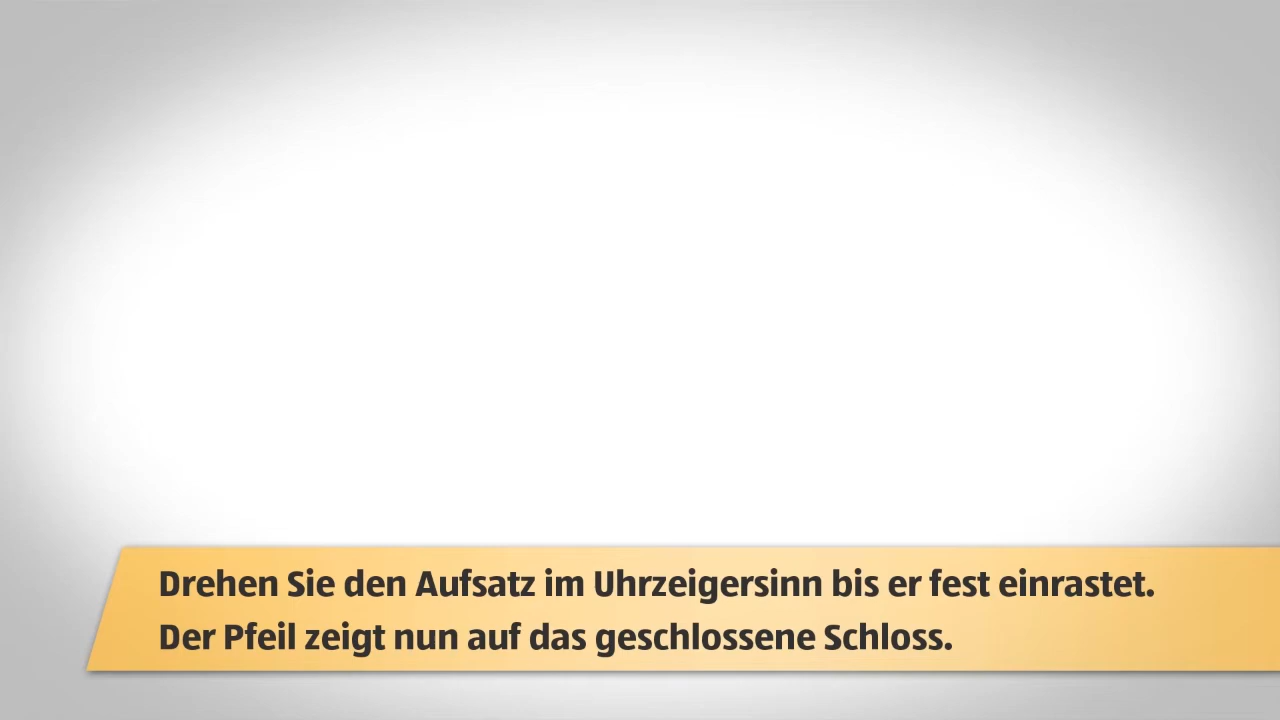 Drehen Sie den Aufsatz im Uhrzeigersinn bis er fest einrastet.
Der Pfeil zeigt nun auf das geschlossene Schloss.